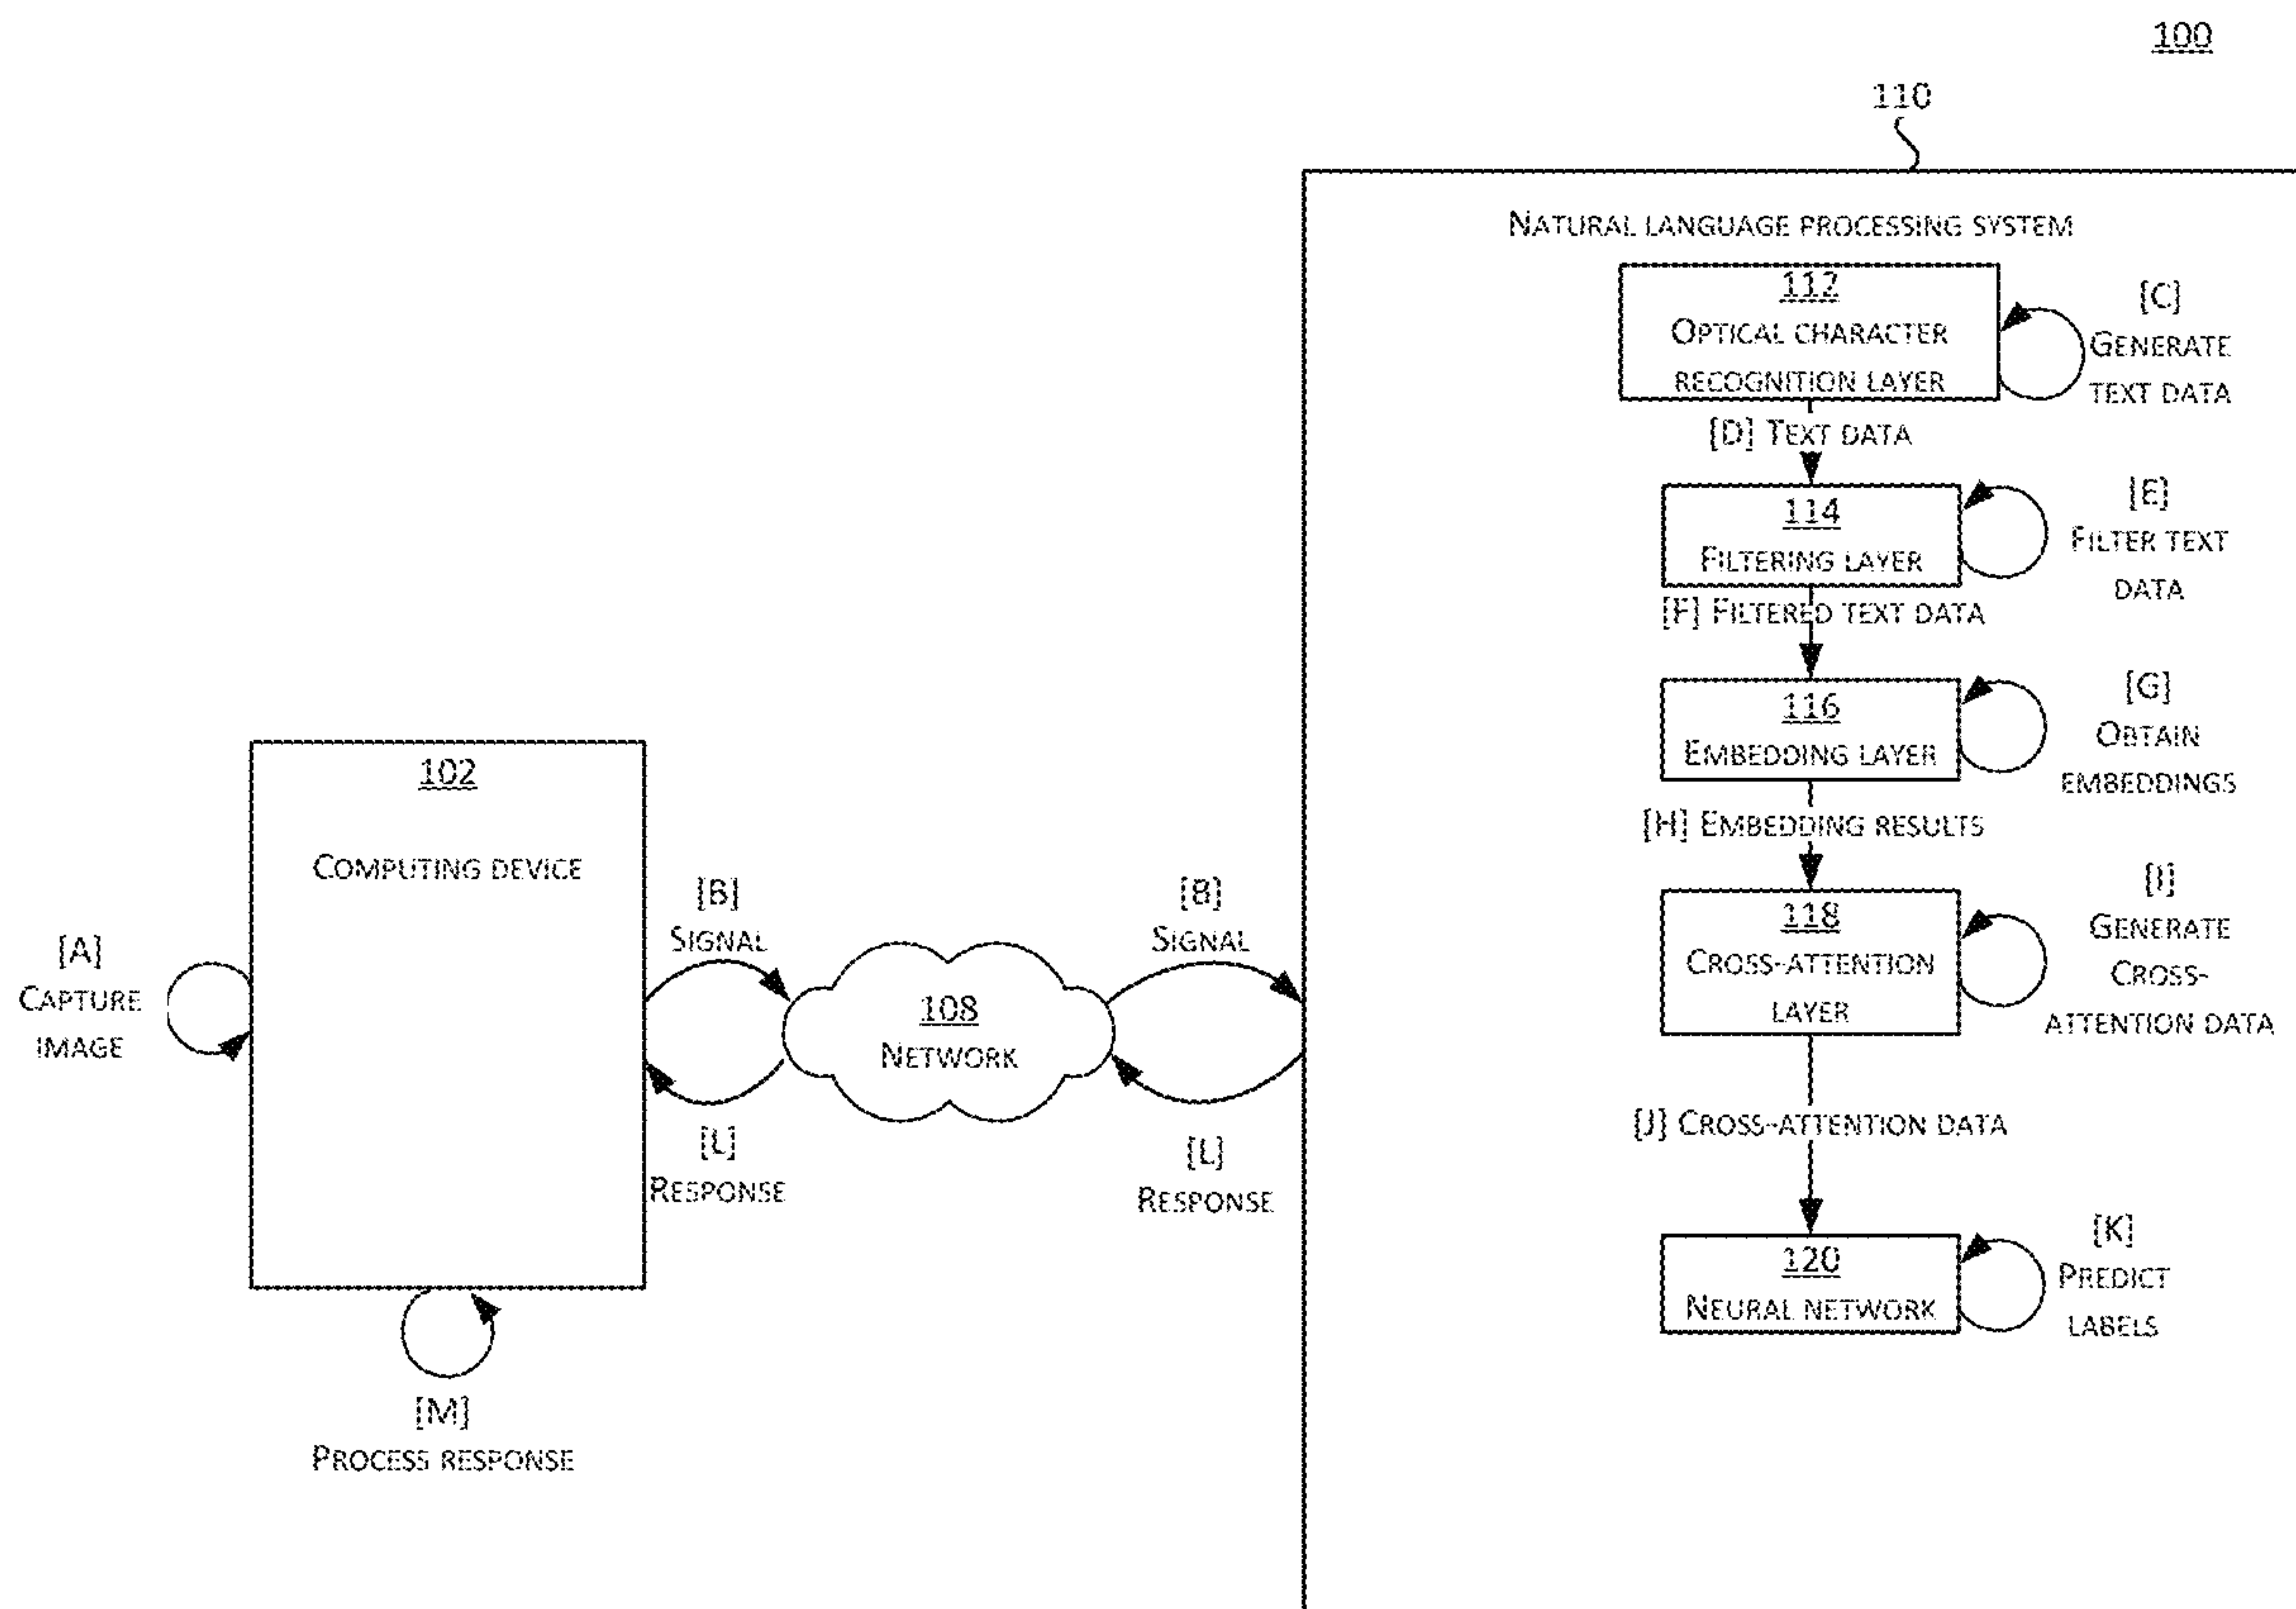 100
110
NATURAL LANGUAGE PROCESSING SYSTEM
112
OPTICAL CHARACTER
RECOGNITION LAYER
[C]
GENERATE
TEXT DATA
[D] TEXT DATA
114
FILTERING LAYER
[E]
FILTER TEXT
DATA
[F] FILTERED TEXT DATA
116
EMBEDDING LAYER
[G]
OBTAIN
EMBEDDINGS
[H] EMBEDDING RESULTS
118
CROSS-ATTENTION
LAYER
[I]
GENERATE
CROSS-
ATTENTION DATA
[J] CROSS-ATTENTION DATA
120
NEURAL NETWORK
[K]
PREDICT
LABELS
102
COMPUTING DEVICE
[A]
CAPTURE
IMAGE
[B]
SIGNAL
[B]
SIGNAL
108
NETWORK
[L]
RESPONSE
[L]
RESPONSE
[M]
PROCESS RESPONSE